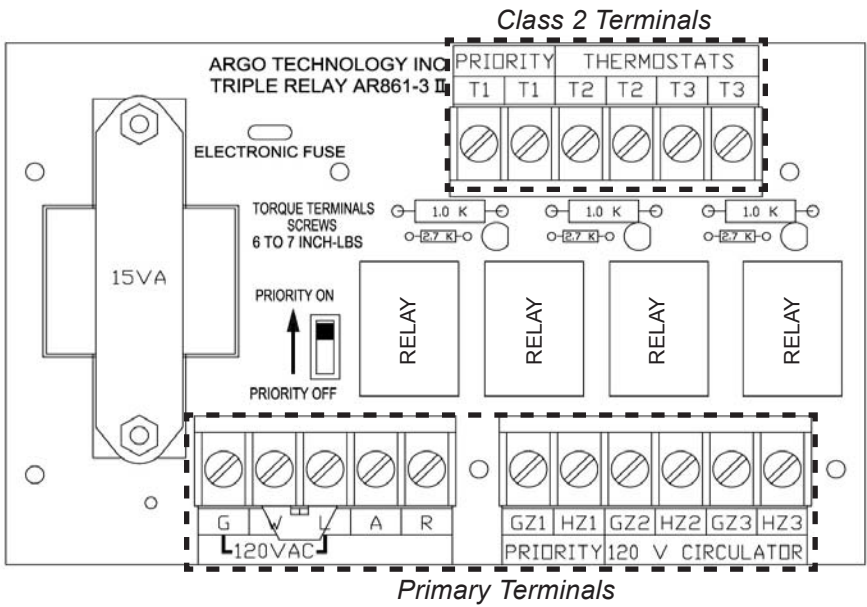 Class 2 Terminals
ARGO TECHNOLOGY INC
TRIPLE RELAY AR861-3 II
PRIORITY THERMOSTATS
T1 T1 T2 T2 T3 T3
ELECTRONIC FUSE
TORQUE TERMINALS
SCREWS
6 TO 7 INCH-LBS
1.0 K 1.0 K 1.0 K
2.7 K 2.7 K 2.7 K
15VA
PRIORITY ON
PRIORITY OFF
RELAY RELAY RELAY RELAY
G W L A R
120VAC
GZ1 HZ1 GZ2 HZ2 GZ3 HZ3
PRIORITY 120 V CIRCULATOR
Primary Terminals